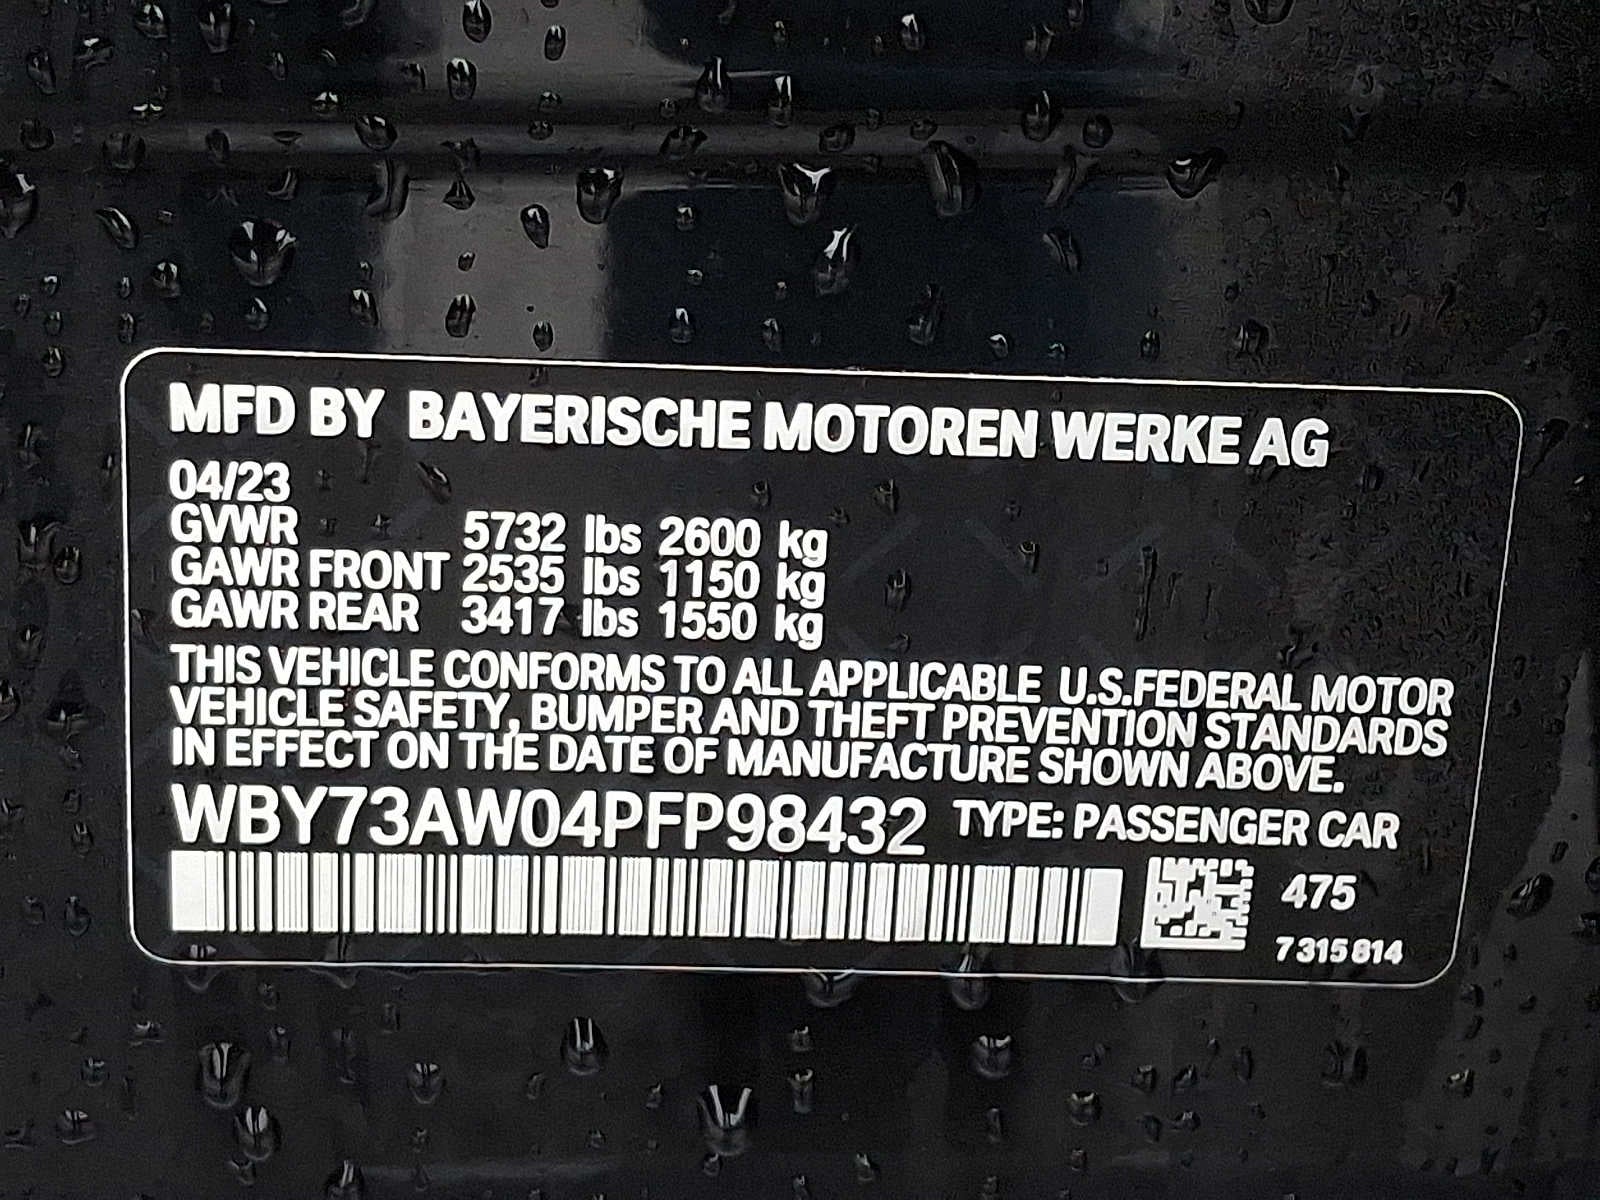 MFD BY BAYERISCHE MOTOREN WERKE AG
04/23
GVWR 5732 lbs 2600 kg
GAWR FRONT 2535 lbs 1150 kg
GAWR REAR 3417 lbs 1550 kg
THIS VEHICLE CONFORMS TO ALL APPLICABLE U.S.FEDERAL MOTOR
VEHICLE SAFETY, BUMPER AND THEFT PREVENTION STANDARDS
IN EFFECT ON THE DATE OF MANUFACTURE SHOWN ABOVE.
WBY73AW04PFP98432 TYPE: PASSENGER CAR
475
7 315 814